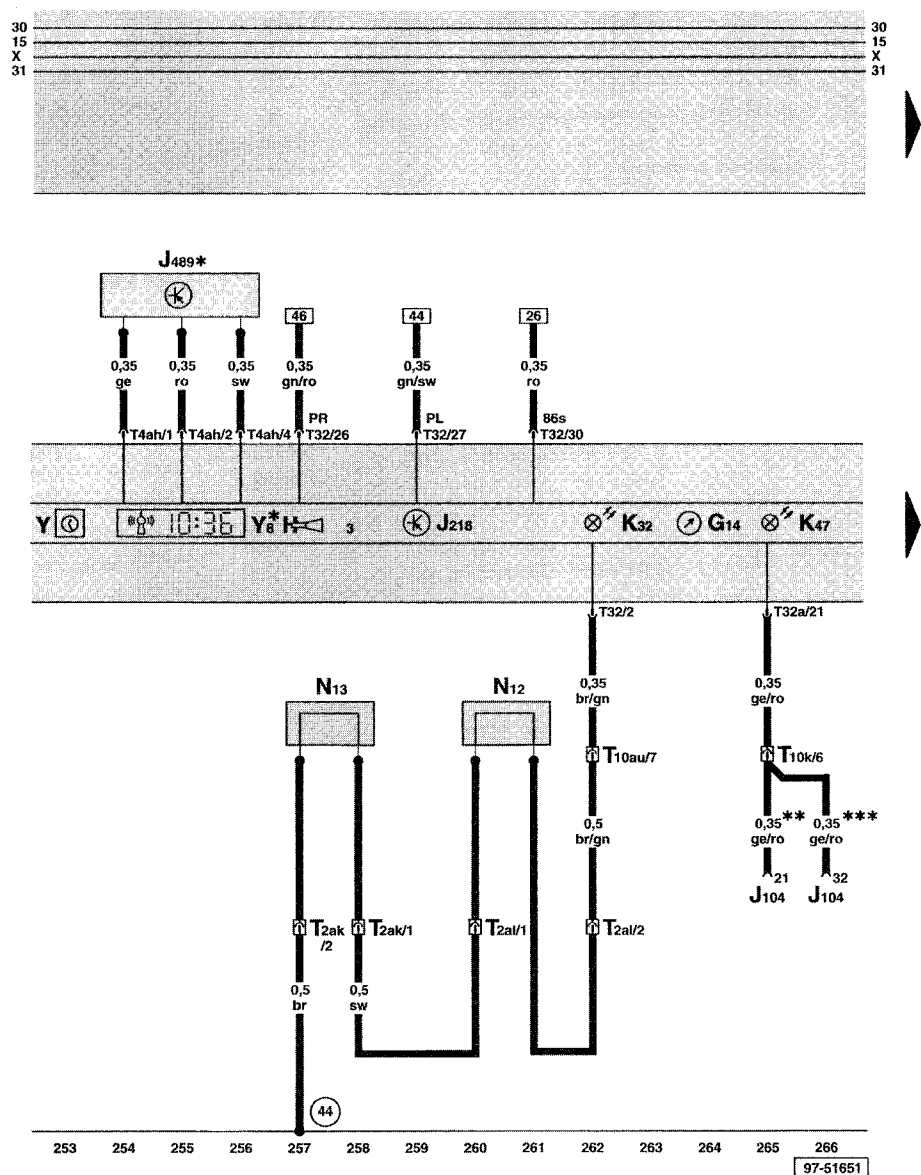 30 30
15 15
X X
31 31
J489*
46 44 26
0,35 0,35 0,35 0,35 0,35 0,35
ge ro sw gn/ro gn/sw ro
PR PL 86s
T4ah/1 T4ah/2 T4ah/4 T32/26 T32/27 T32/30
Y 10:36 Y8* H 3 J218 K32 G14 K47
T32/2 T32a/21
N13 N12
0,35 0,35
br/gn ge/ro
T10au/7 T10k/6
0,5 0,35 ** 0,35 ***
br/gn ge/ro ge/ro
21 32
J104 J104
T2ak T2ak/1 T2al/1 T2al/2
/2
0,5 0,5
br sw
44
253 254 255 256 257 258 259 260 261 262 263 264 265 266
97-51651